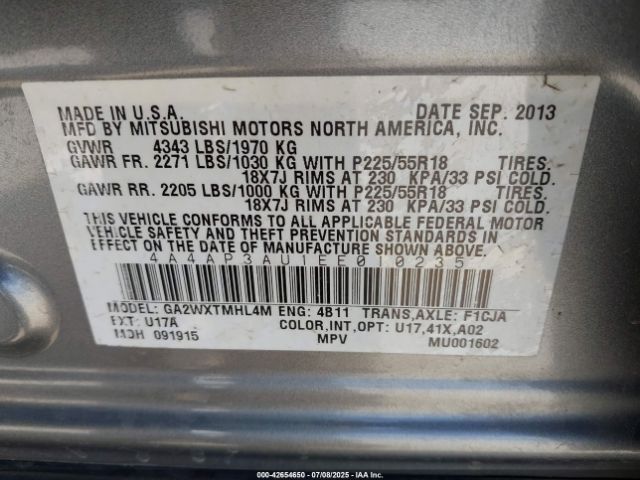 MADE IN U.S.A. DATE SEP. 2013
MFD BY MITSUBISHI MOTORS NORTH AMERICA, INC.
GVWR 4343 LBS/1970 KG
GAWR FR. 2271 LBS/1030 KG WITH P225/55R18 TIRES.
18X7J RIMS AT 230 KPA/33 PSI COLD.
GAWR RR. 2205 LBS/1000 KG WITH P225/55R18 TIRES.
18X7J RIMS AT 230 KPA/33 PSI COLD.
THIS VEHICLE CONFORMS TO ALL APPLICABLE FEDERAL MOTOR
VEHICLE SAFETY AND THEFT PREVENTION STANDARDS IN
EFFECT ON THE DATE OF MANUFACTURE SHOWN ABOVE.
4A4AP3AU1EE010235
MODEL: GA2WXTMHL4M ENG: 4B11 TRANS,AXLE: F1CJA
EXT: U17A COLOR,INT,OPT: U17,41X,A02
MDH 091915 MPV MU001602
© IAAI - 42654650 - 07/08/2025 - IAAI.COM